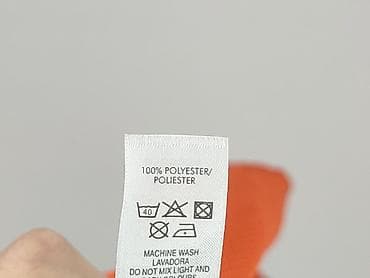 100% POLYESTER/
POLIESTER
40
MACHINE WASH
LAVADORA
DO NOT MIX LIGHT AND